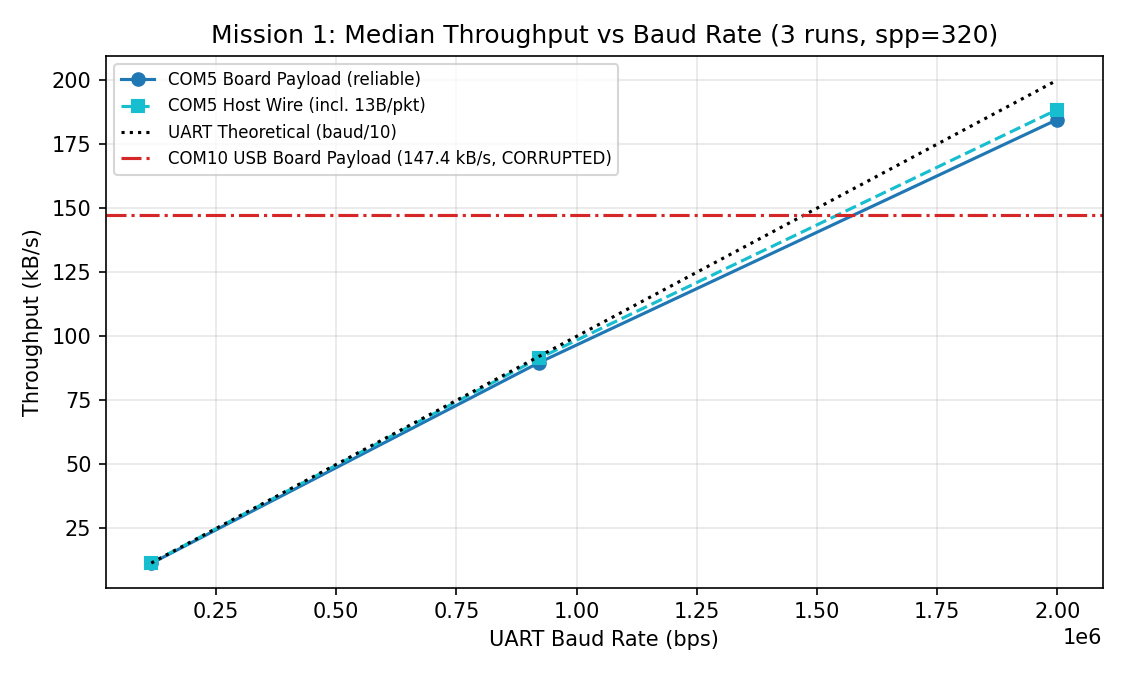 Mission 1: Median Throughput vs Baud Rate (3 runs, spp=320)
COM5 Board Payload (reliable)
COM5 Host Wire (incl. 13B/pkt)
UART Theoretical (baud/10)
COM10 USB Board Payload (147.4 kB/s, CORRUPTED)
Throughput (kB/s)
200
175
150
125
100
75
50
25
0.25 0.50 0.75 1.00 1.25 1.50 1.75 2.00
1e6
UART Baud Rate (bps)